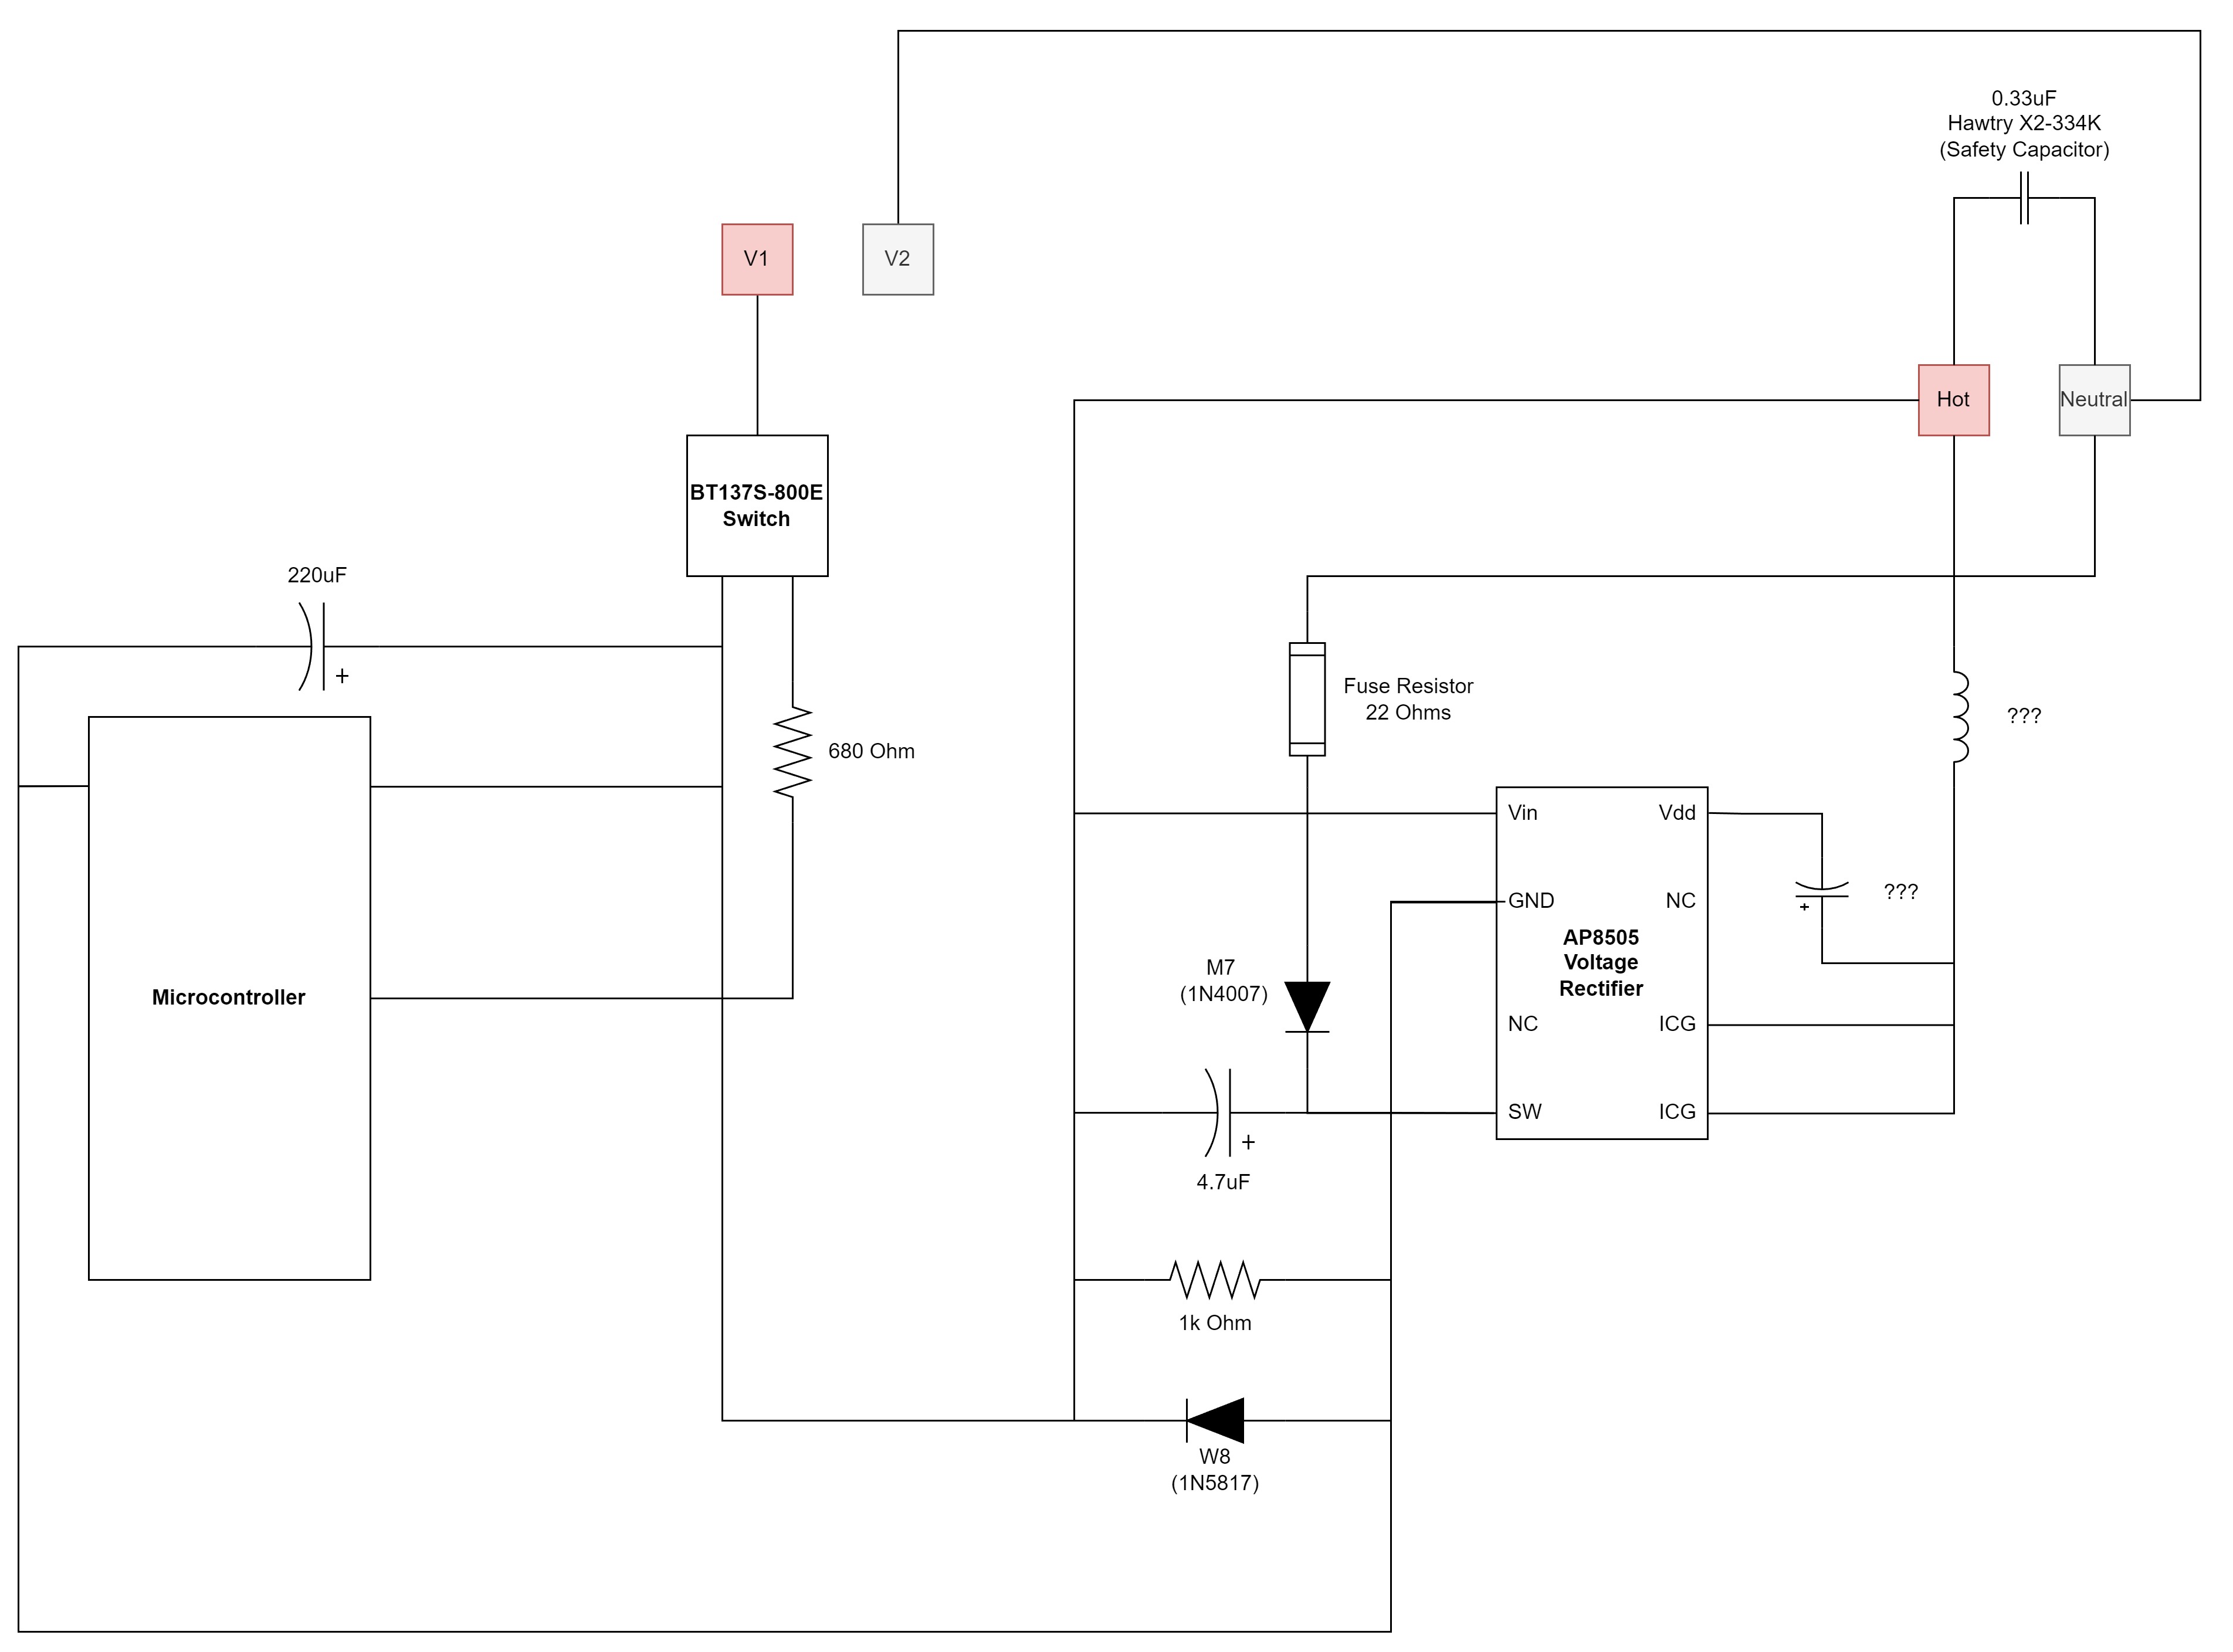 0.33uF
Hawtry X2-334K
(Safety Capacitor)
V1
V2
Hot
Neutral
BT137S-800E
Switch
220uF
+
Fuse Resistor
22 Ohms
???
680 Ohm
Vin
Vdd
???
+
GND
NC
AP8505
Voltage
Rectifier
M7
(1N4007)
Microcontroller
NC
ICG
SW
ICG
+
4.7uF
1k Ohm
W8
(1N5817)